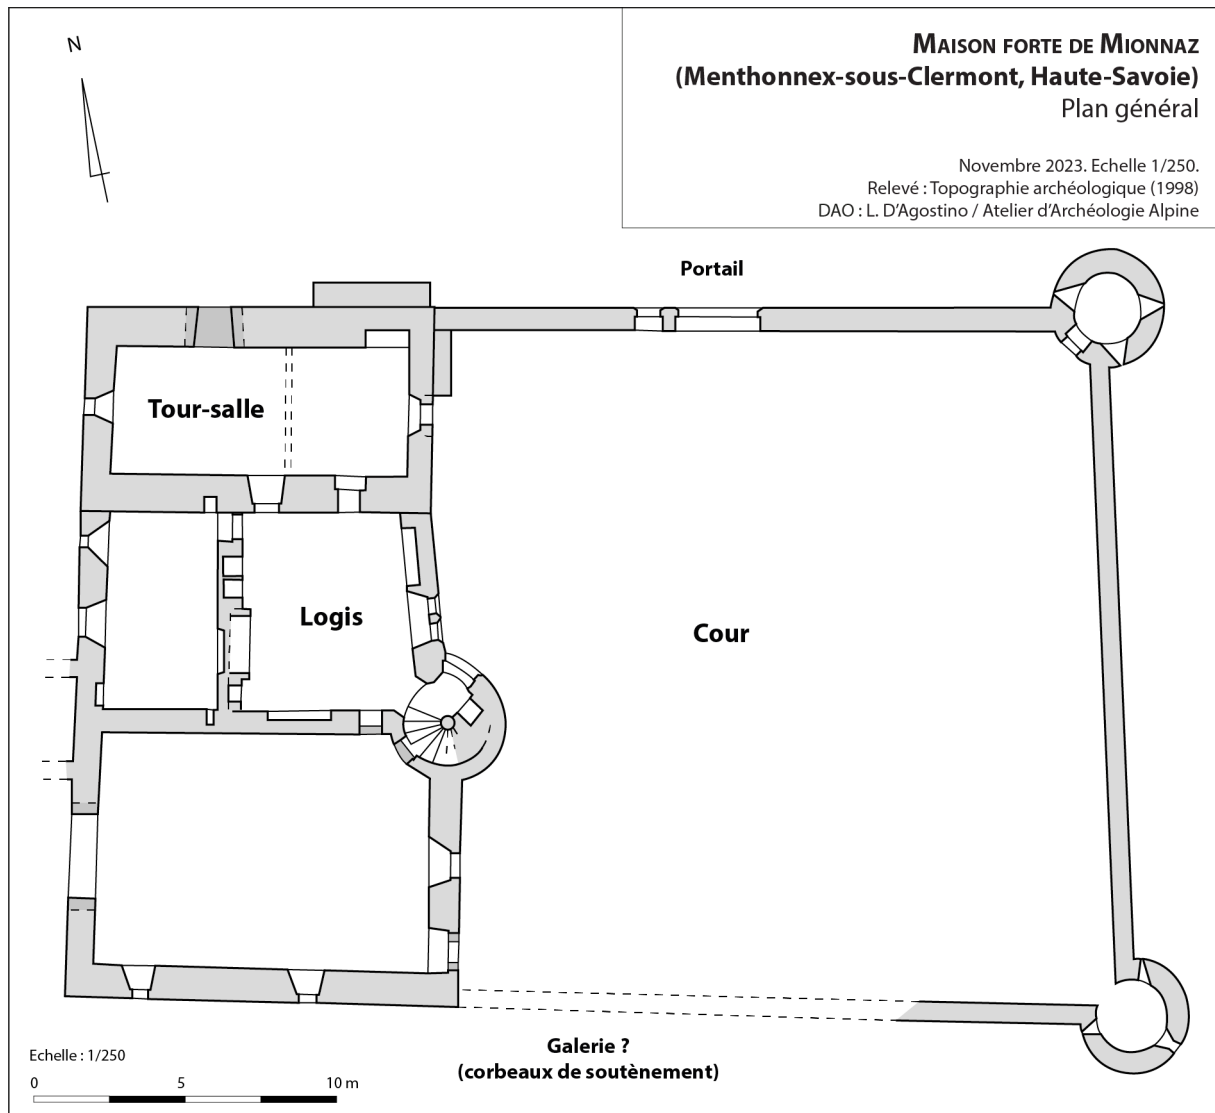 N
MAISON FORTE DE MIONNAZ
(Menthonnex-sous-Clermont, Haute-Savoie)
Plan général
Novembre 2023. Echelle 1/250.
Relevé : Topographie archéologique (1998)
DAO : L. D'Agostino / Atelier d'Archéologie Alpine
Portail
Tour-salle
Logis
Cour
Galerie ?
(corbeaux de soutènement)
Echelle : 1/250
0 5 10 m